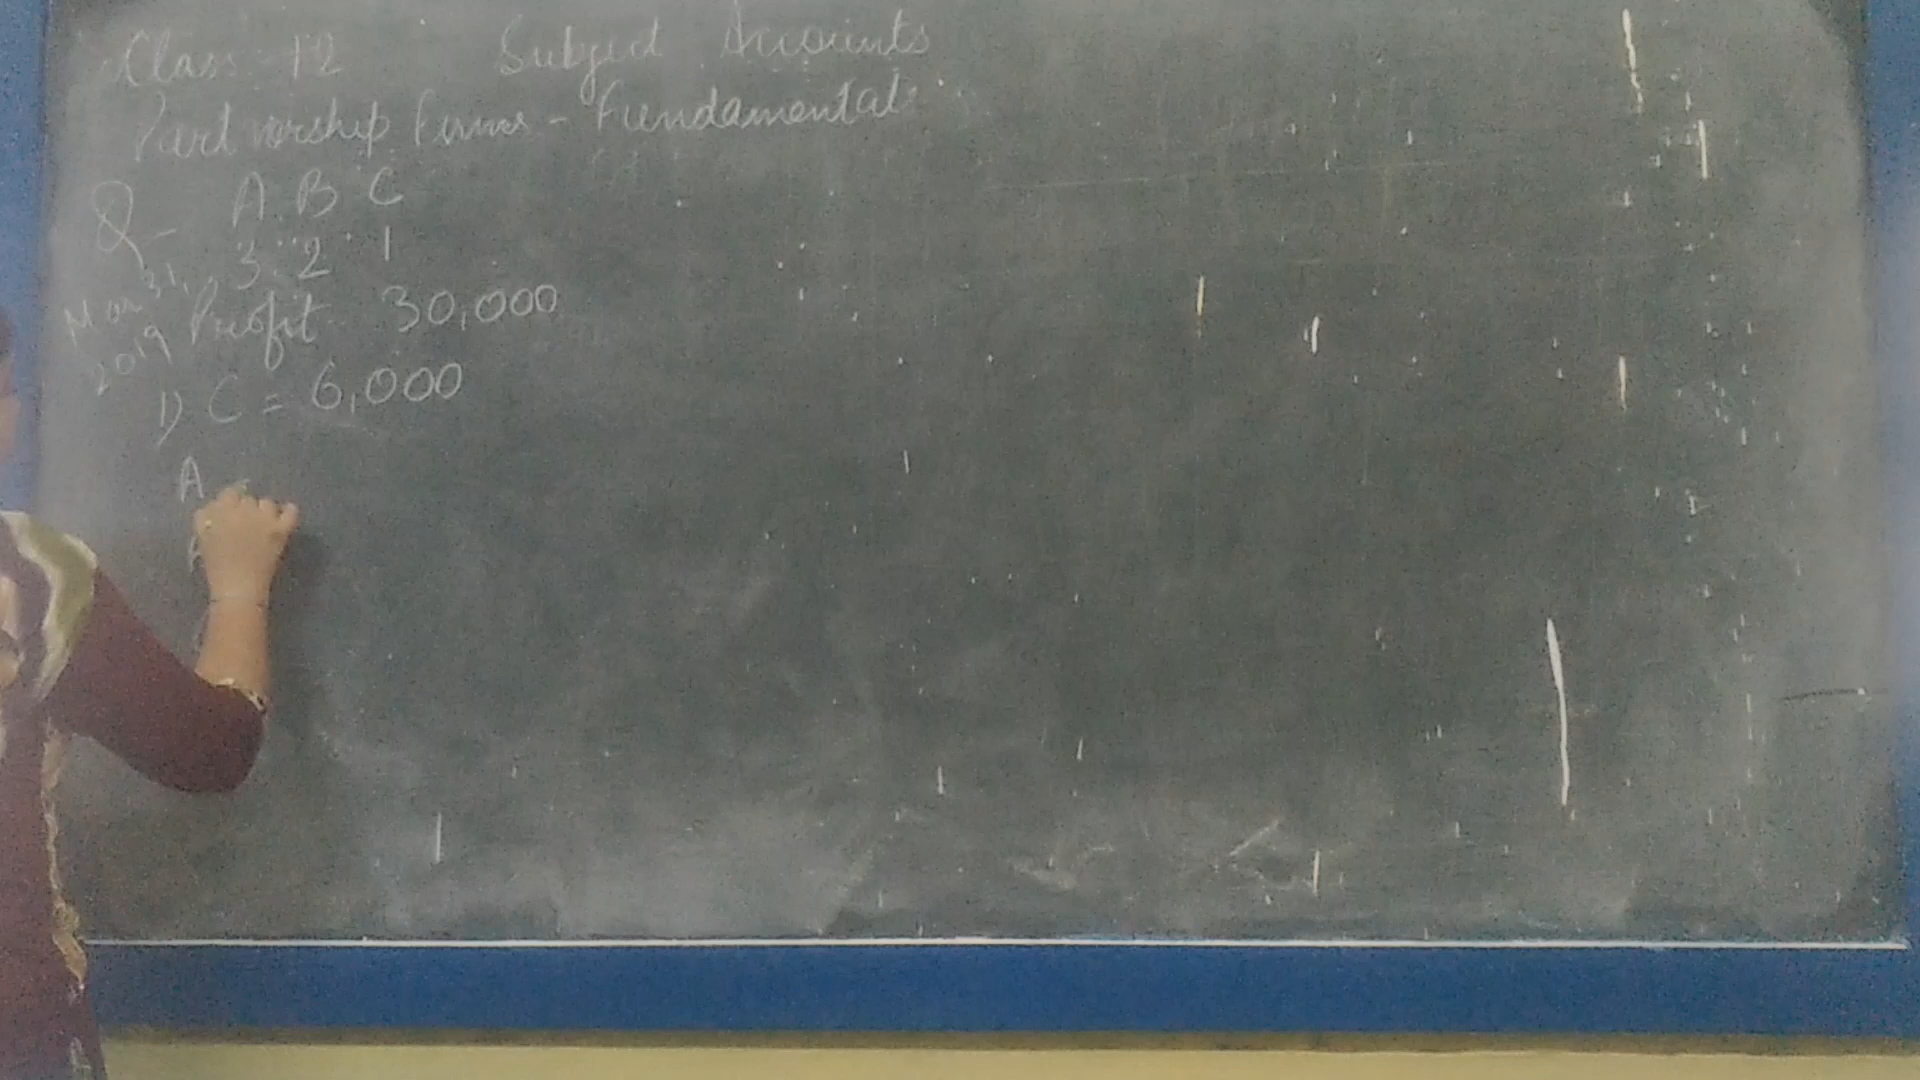 Class - 12 Subject Accounts
Partnership Firms - Fundamentals
Q- A B C
3:2:1
Mar 31, 2019 Profit 30,000
1) C = 6,000
A =